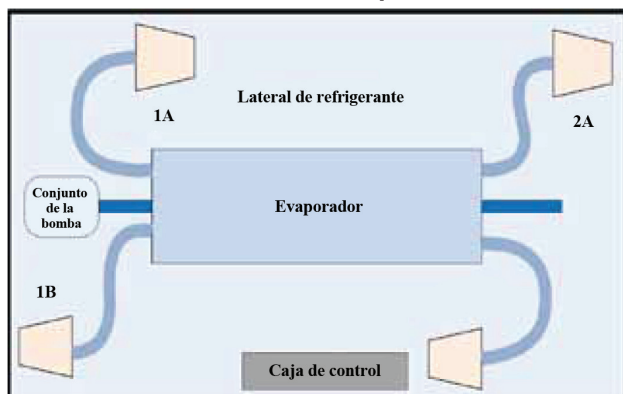 1A
Lateral de refrigerante
2A
Conjunto
de la
bomba
Evaporador
1B
Caja de control